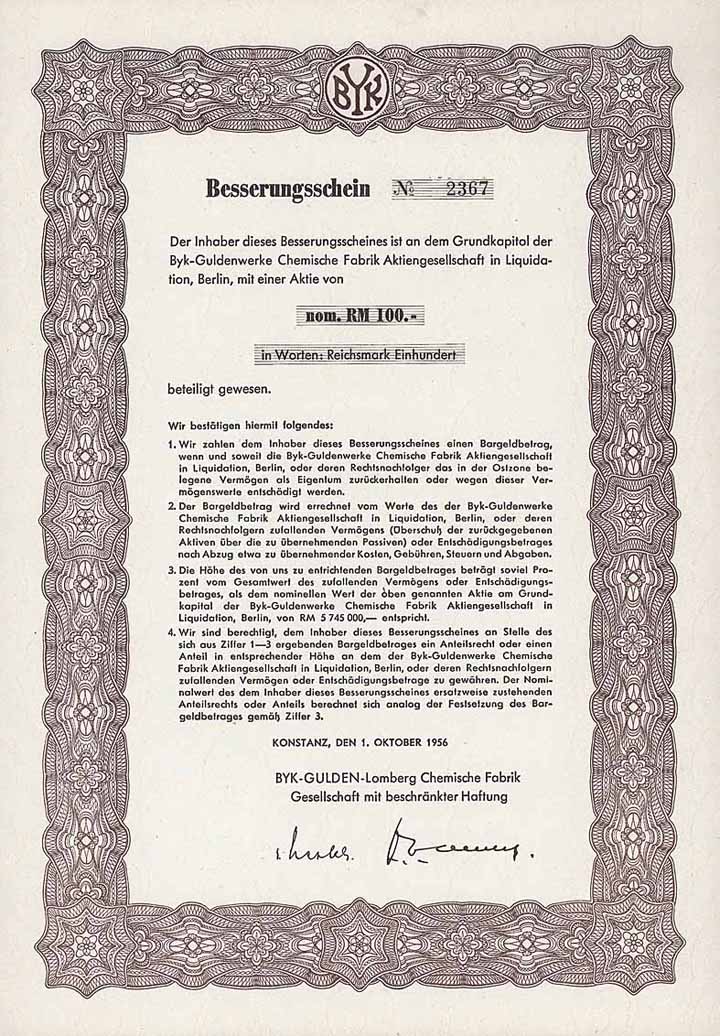 BYK
Besserungsschein № 2367
Der Inhaber dieses Besserungsscheines ist an dem Grundkapital der
Byk-Guldenwerke Chemische Fabrik Aktiengesellschaft in Liquida-
tion, Berlin, mit einer Aktie von
nom. RM 100.-
in Worten: Reichsmark Einhundert
beteiligt gewesen.
Wir bestätigen hiermit folgendes:
1. Wir zahlen dem Inhaber dieses Besserungsscheines einen Bargeldbetrag,
wenn und soweit die Byk-Guldenwerke Chemische Fabrik Aktiengesellschaft
in Liquidation, Berlin, oder deren Rechtsnachfolger das in der Ostzone be-
legene Vermögen als Eigentum zurückerhalten oder wegen dieser Ver-
mögenswerte entschädigt werden.
2. Der Bargeldbetrag wird errechnet vom Werte des der Byk-Guldenwerke
Chemische Fabrik Aktiengesellschaft in Liquidation, Berlin, oder deren
Rechtsnachfolgern zufallenden Vermögens (Überschuß der zurückgegebenen
Aktiven über die zu übernehmenden Passiven) oder Entschädigungsbetrages
nach Abzug etwa zu übernehmender Kosten, Gebühren, Steuern und Abgaben.
3. Die Höhe des von uns zu entrichtenden Bargeldbetrages beträgt soviel Pro-
zent vom Gesamtwert des zufallenden Vermögens oder Entschädigungs-
betrages, als dem nominellen Wert der oben genannten Aktie am Grund-
kapital der Byk-Guldenwerke Chemische Fabrik Aktiengesellschaft in
Liquidation, Berlin, von RM 5 745 000,— entspricht.
4. Wir sind berechtigt, dem Inhaber dieses Besserungsscheines an Stelle des
sich aus Ziffer 1—3 ergebenden Bargeldbetrages ein Anteilsrecht oder einen
Anteil in entsprechender Höhe an dem der Byk-Guldenwerke Chemische
Fabrik Aktiengesellschaft in Liquidation, Berlin, oder deren Rechtsnachfolgern
zufallenden Vermögen oder Entschädigungsbetrage zu gewähren. Der Nomi-
nalwert des dem Inhaber dieses Besserungsscheines ersatzweise zustehenden
Anteilsrechts oder Anteils berechnet sich analog der Festsetzung des Bar-
geldbetrages gemäß Ziffer 3.
KONSTANZ, DEN 1. OKTOBER 1956
BYK-GULDEN-Lomberg Chemische Fabrik
Gesellschaft mit beschränkter Haftung